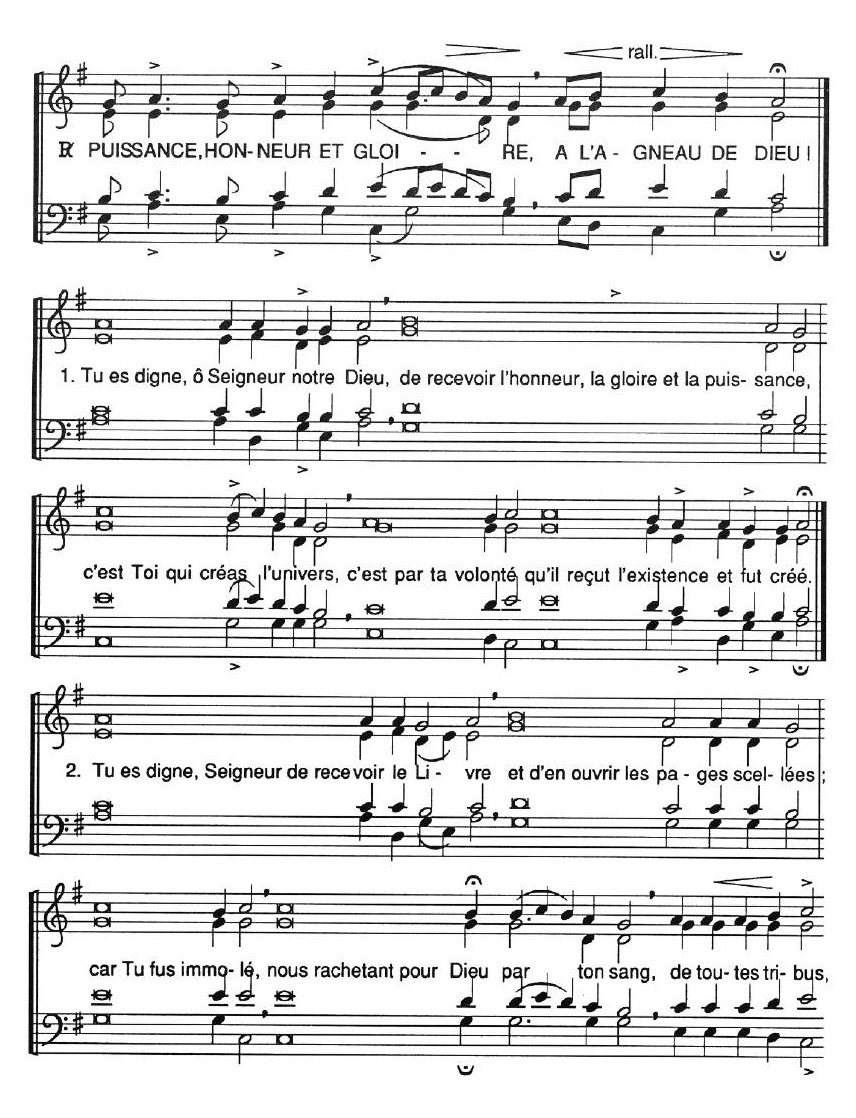 rall.
℟ PUISSANCE, HON- NEUR ET GLOI - - RE, A L'A - GNEAU DE DIEU !
1. Tu es digne, ô Seigneur notre Dieu, de recevoir l'honneur, la gloire et la puis- sance,
c'est Toi qui créas l'univers, c'est par ta volonté qu'il reçut l'existence et fut créé.
2. Tu es digne, Seigneur de recevoir le Li - vre et d'en ouvrir les pa - ges scel- lées ;
car Tu fus immo- lé, nous rachetant pour Dieu par ton sang, de tou- tes tri- bus,